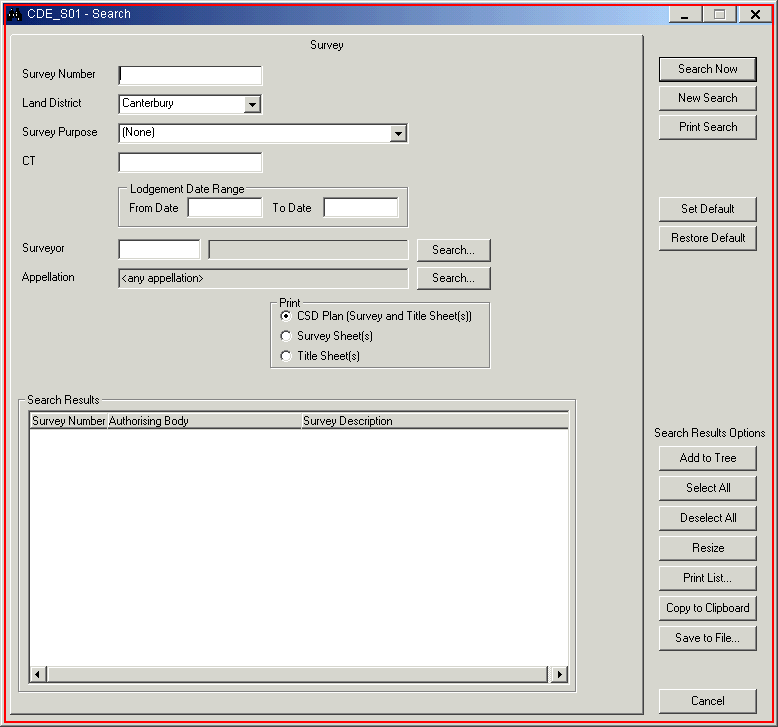 CDE_S01 - Search
Survey
Survey Number
Land District Canterbury
Survey Purpose (None)
CT
Lodgement Date Range
From Date To Date
Surveyor Search...
Appellation <any appellation> Search...
Print
CSD Plan (Survey and Title Sheet(s))
Survey Sheet(s)
Title Sheet(s)
Search Results
Survey Number Authorising Body Survey Description
Search Now
New Search
Print Search
Set Default
Restore Default
Search Results Options
Add to Tree
Select All
Deselect All
Resize
Print List...
Copy to Clipboard
Save to File...
Cancel